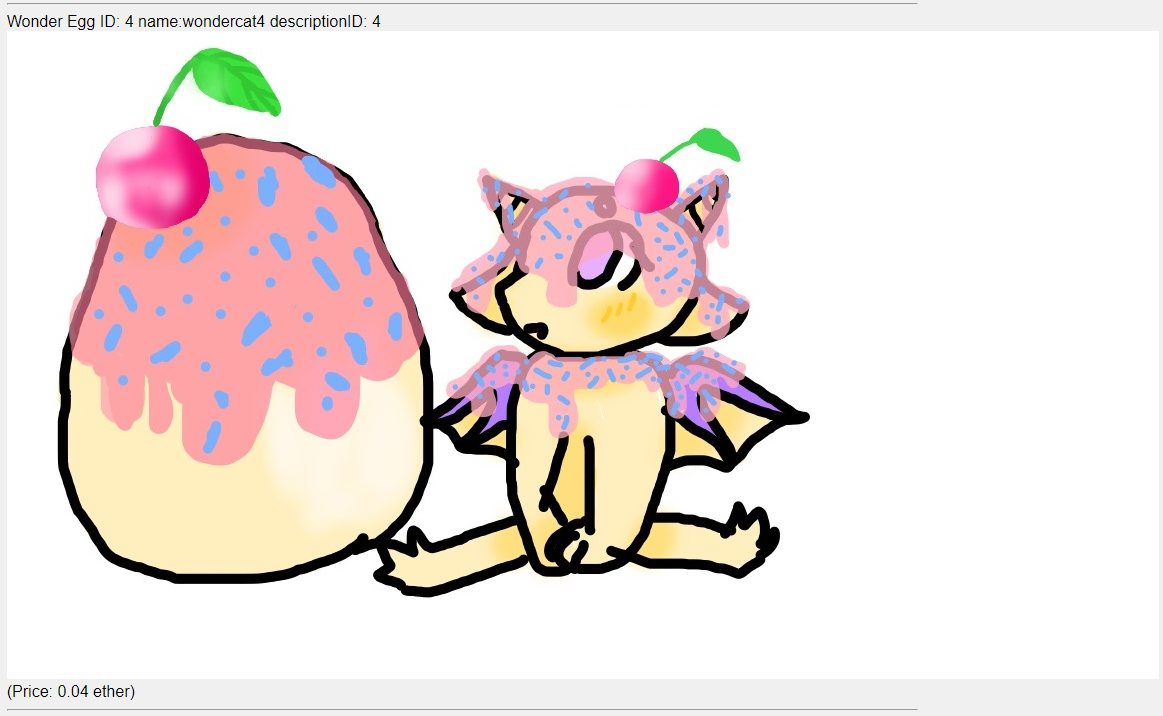 Wonder Egg ID: 4 name:wondercat4 descriptionID: 4
(Price: 0.04 ether)